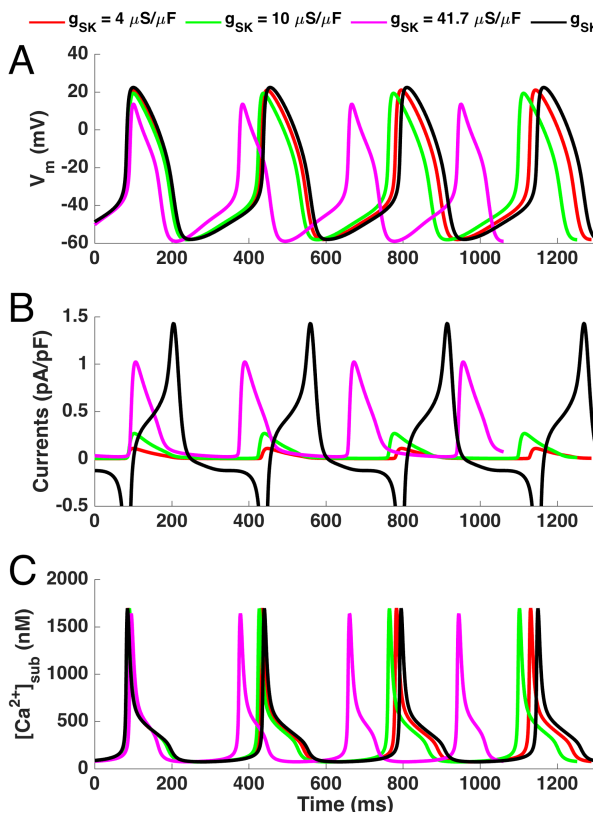 g_SK = 4 μS/μF g_SK = 10 μS/μF g_SK = 41.7 μS/μF g_SK
A
V_m (mV)
40
20
0
-20
-40
-60
0 200 400 600 800 1000 1200
B
Currents (pA/pF)
1.5
1
0.5
0
-0.5
0 200 400 600 800 1000 1200
C
[Ca²⁺]_sub (nM)
2000
1500
1000
500
0
0 200 400 600 800 1000 1200
Time (ms)